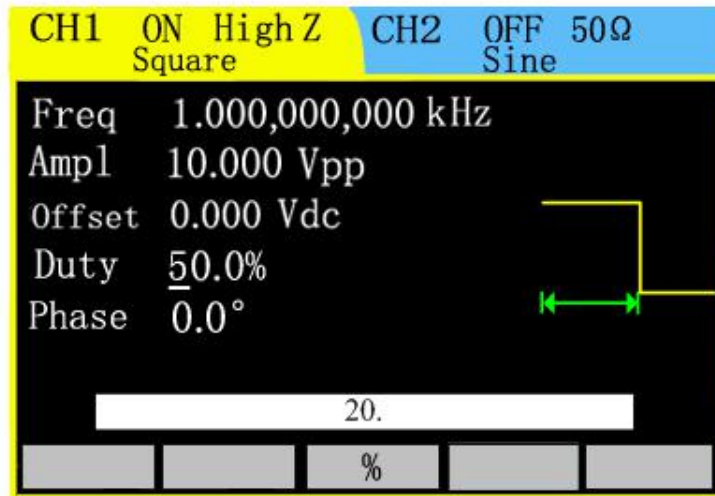 CH1 ON High Z CH2 OFF 50Ω
Square Sine
Freq 1.000,000,000 kHz
Ampl 10.000 Vpp
Offset 0.000 Vdc
Duty 50.0%
Phase 0.0°
20.
%